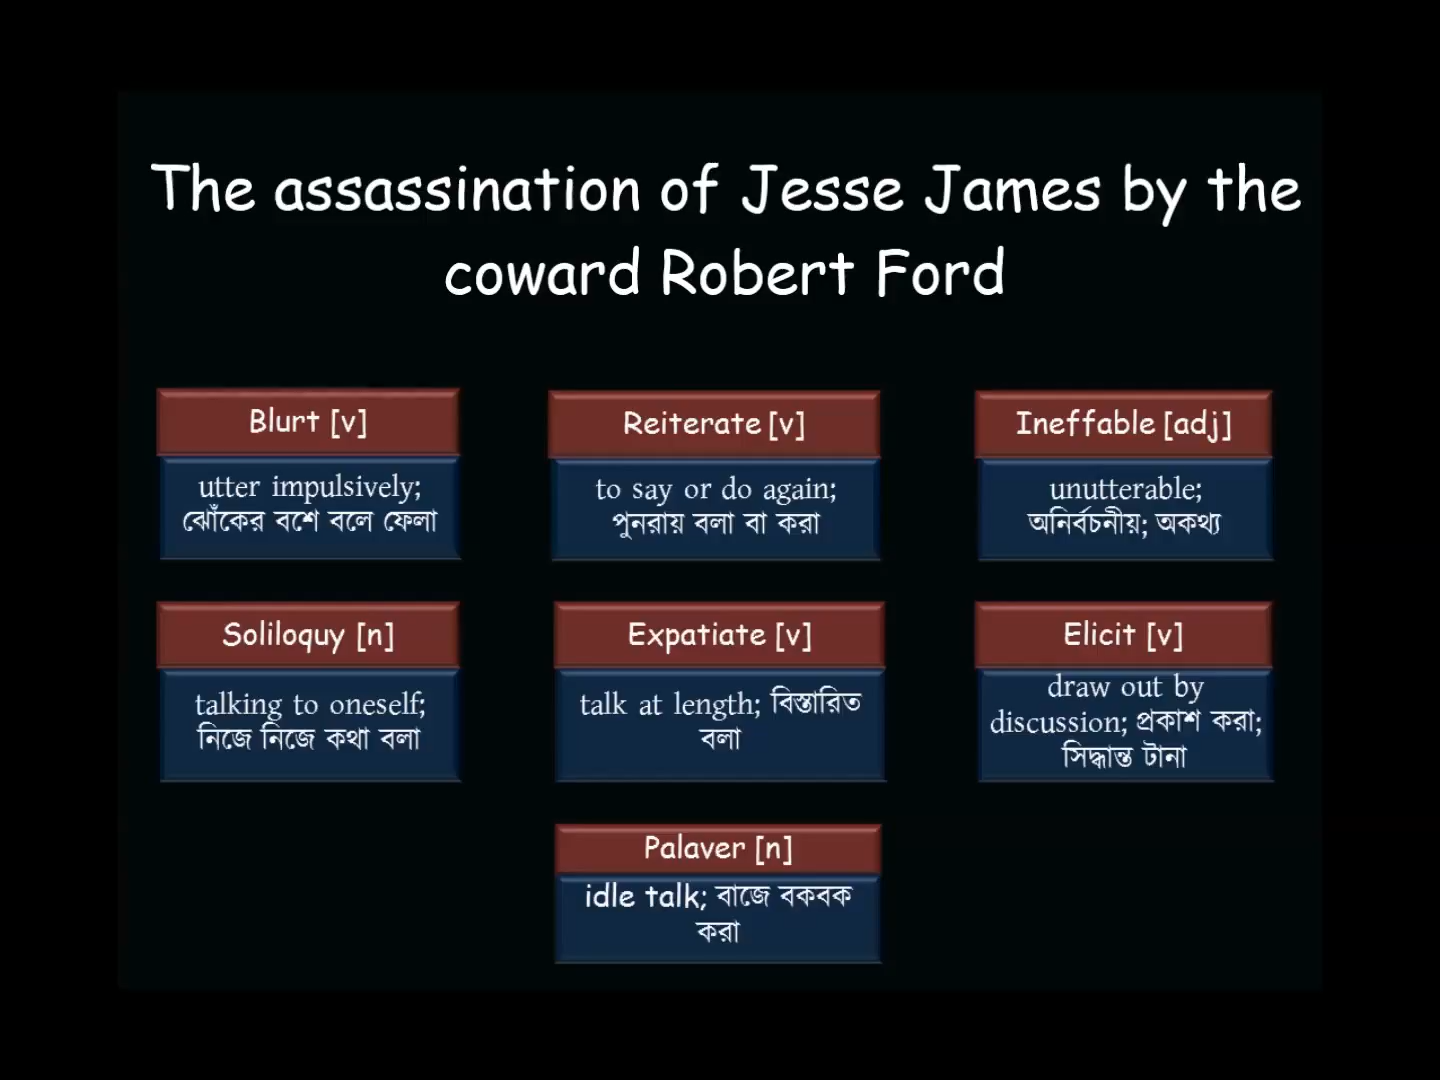 The assassination of Jesse James by the
coward Robert Ford
Blurt [v]
utter impulsively;
ঝোঁকের বশে বলে ফেলা
Reiterate [v]
to say or do again;
পুনরায় বলা বা করা
Ineffable [adj]
unutterable;
অনির্বচনীয়; অকথ্য
Soliloquy [n]
talking to oneself;
নিজে নিজে কথা বলা
Expatiate [v]
talk at length; বিস্তারিত
বলা
Elicit [v]
draw out by
discussion; প্রকাশ করা;
সিদ্ধান্ত টানা
Palaver [n]
idle talk; বাজে বকবক
করা